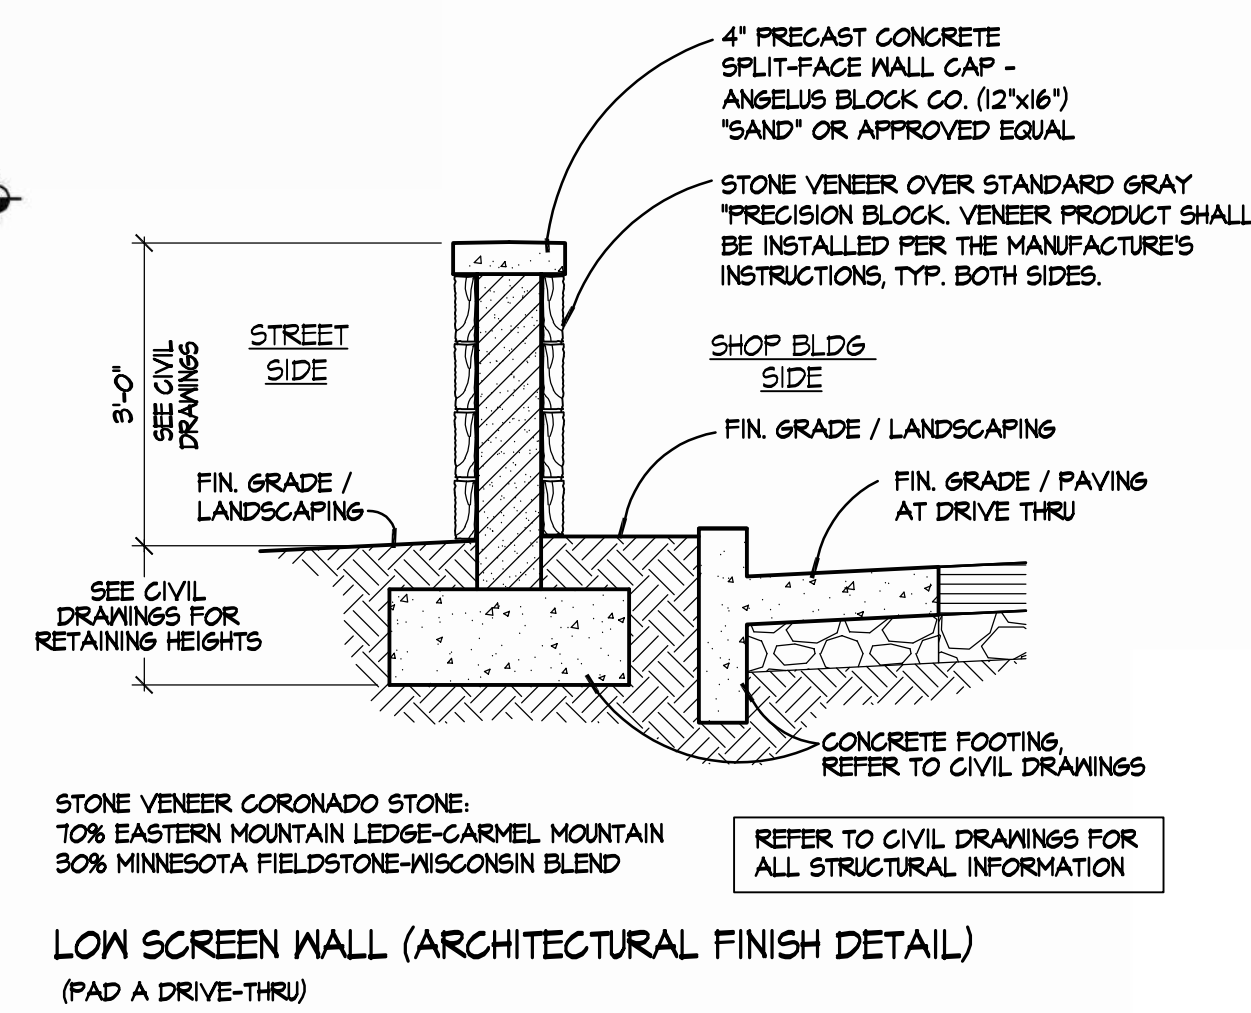 4" PRECAST CONCRETE
SPLIT-FACE WALL CAP -
ANGELUS BLOCK CO. (12"x16")
"SAND" OR APPROVED EQUAL
STONE VENEER OVER STANDARD GRAY
"PRECISION BLOCK. VENEER PRODUCT SHALL
BE INSTALLED PER THE MANUFACTURE'S
INSTRUCTIONS, TYP. BOTH SIDES.
STREET
SIDE
SHOP BLDG
SIDE
3'-0"
SEE CIVIL
DRAWINGS
FIN. GRADE / LANDSCAPING
FIN. GRADE /
LANDSCAPING
FIN. GRADE / PAVING
AT DRIVE THRU
SEE CIVIL
DRAWINGS FOR
RETAINING HEIGHTS
CONCRETE FOOTING,
REFER TO CIVIL DRAWINGS
STONE VENEER CORONADO STONE:
70% EASTERN MOUNTAIN LEDGE-CARMEL MOUNTAIN
30% MINNESOTA FIELDSTONE-WISCONSIN BLEND
REFER TO CIVIL DRAWINGS FOR
ALL STRUCTURAL INFORMATION
LOW SCREEN WALL (ARCHITECTURAL FINISH DETAIL)
(PAD A DRIVE-THRU)